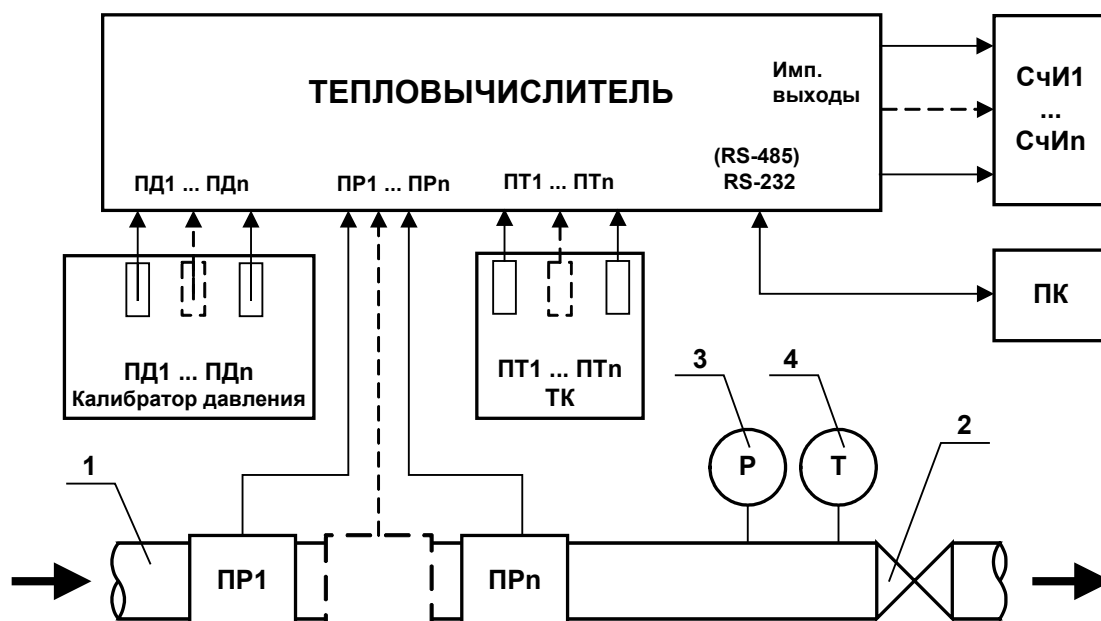 ТЕПЛОВЫЧИСЛИТЕЛЬ
Имп.
выходы
СчИ1
...
СчИn
(RS-485)
RS-232
ПД1 ... ПДn
ПР1 ... ПРn
ПТ1 ... ПТn
ПК
ПД1 ... ПДn
Калибратор давления
ПТ1 ... ПТn
ТК
3
4
2
1
P
T
ПР1
ПРn